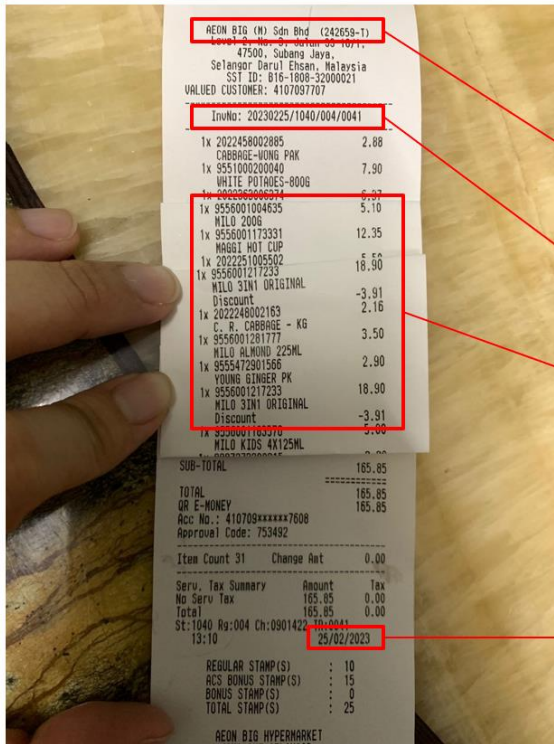 AEON BIG (M) Sdn Bhd (242659-T)
47500, Subang Jaya,
Selangor Darul Ehsan, Malaysia
SST ID: B16-1808-32000021
VALUED CUSTOMER: 4107097707
InvNo: 20230225/1040/004/0041
1x 2022458002885 2.88
CABBAGE-WONG PAK
1x 9551000200040 7.90
WHITE POTAOES-800G
1x 9556001004635 5.10
MILO 200G
1x 9556001173331 12.35
MAGGI HOT CUP
1x 2022251005502
1x 9556001217233 18.90
MILO 3IN1 ORIGINAL
Discount -3.91
1x 2022248002163 2.16
C. R. CABBAGE - KG
1x 9556001281777 3.50
MILO ALMOND 225ML
1x 9555472901566 2.90
YOUNG GINGER PK
1x 9556001217233 18.90
MILO 3IN1 ORIGINAL
Discount -3.91
MILO KIDS 4X125ML
SUB-TOTAL 165.85
TOTAL 165.85
QR E-MONEY 165.85
Acc No.: 410709******7608
Approval Code: 753492
Item Count 31 Change Amt 0.00
Serv. Tax Summary Amount Tax
No Serv Tax 165.85 0.00
Total 165.85 0.00
St:1040 Rg:004 Ch:0901422 TR:0041
13:10 25/02/2023
REGULAR STAMP(S) : 10
ACS BONUS STAMP(S) : 15
BONUS STAMP(S) : 0
TOTAL STAMP(S) : 25
AEON BIG HYPERMARKET